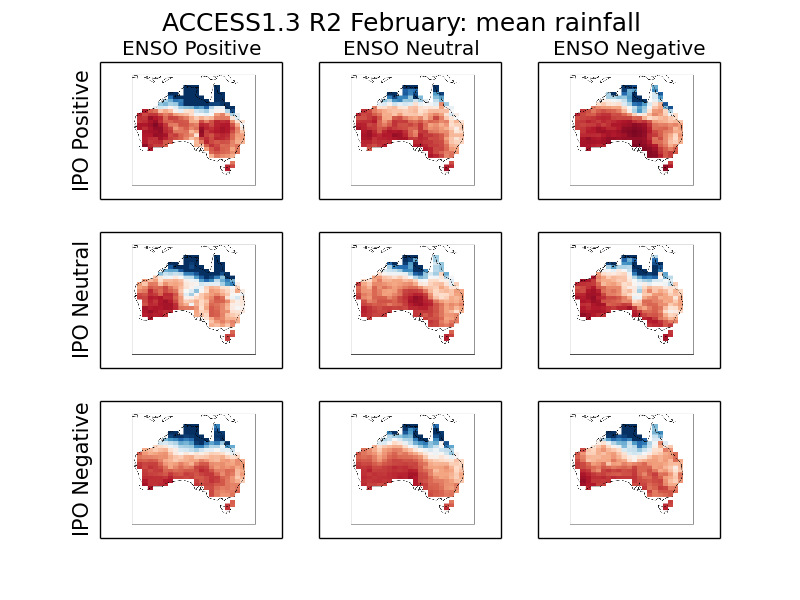 ACCESS1.3 R2 February: mean rainfall
ENSO Positive
ENSO Neutral
ENSO Negative
IPO Positive
IPO Neutral
IPO Negative